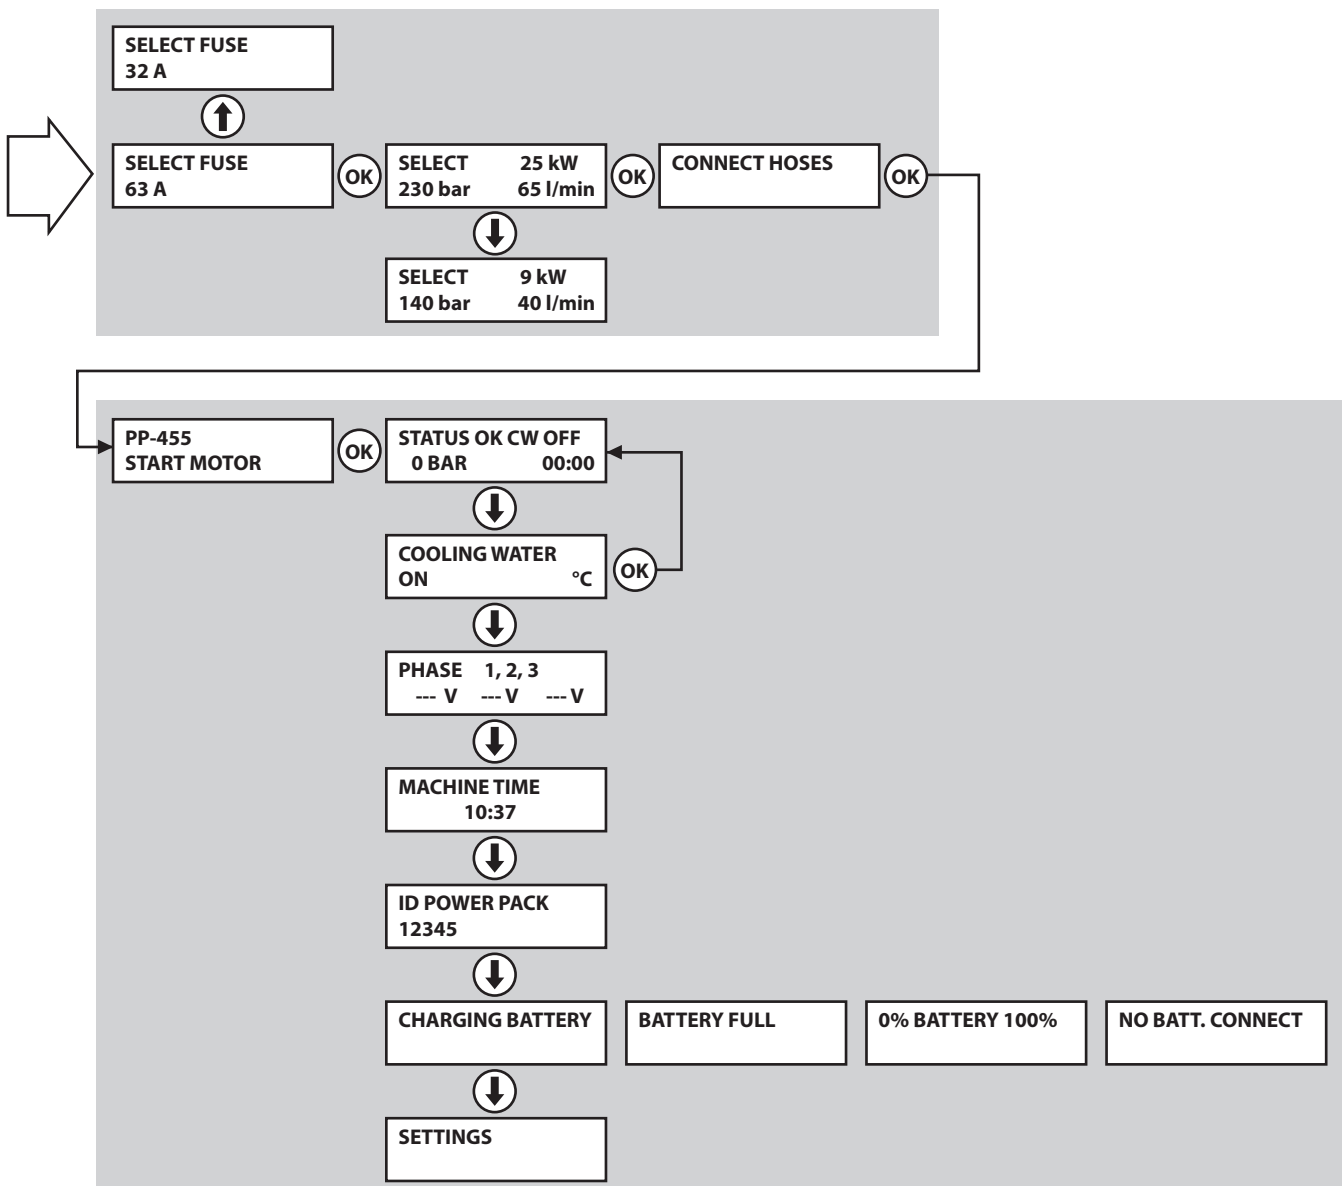 SELECT FUSE
32 A
SELECT FUSE
63 A
OK
SELECT 25 kW
230 bar 65 l/min
OK
CONNECT HOSES
OK
SELECT 9 kW
140 bar 40 l/min
PP-455
START MOTOR
OK
STATUS OK CW OFF
0 BAR 00:00
COOLING WATER
ON °C
OK
PHASE 1, 2, 3
--- V --- V --- V
MACHINE TIME
10:37
ID POWER PACK
12345
CHARGING BATTERY
BATTERY FULL
0% BATTERY 100%
NO BATT. CONNECT
SETTINGS